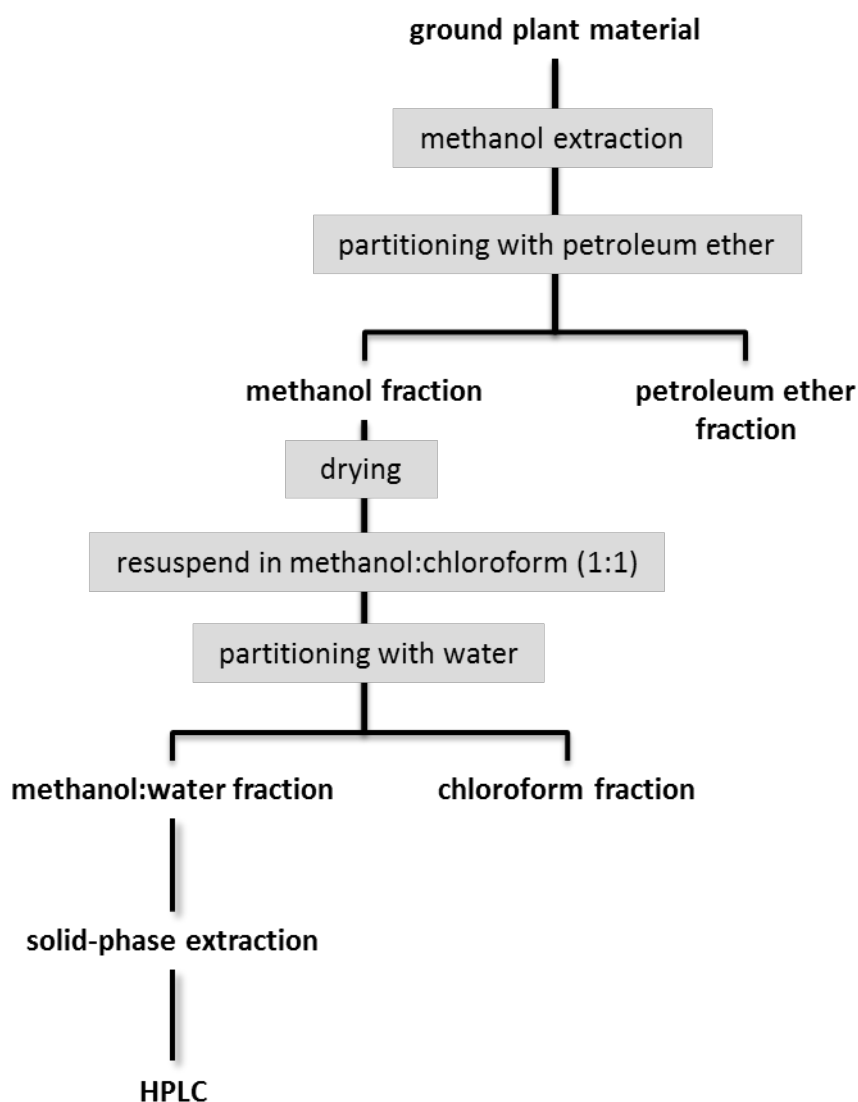 ground plant material
methanol extraction
partitioning with petroleum ether
methanol fraction
petroleum ether
fraction
drying
resuspend in methanol:chloroform (1:1)
partitioning with water
methanol:water fraction
chloroform fraction
solid-phase extraction
HPLC